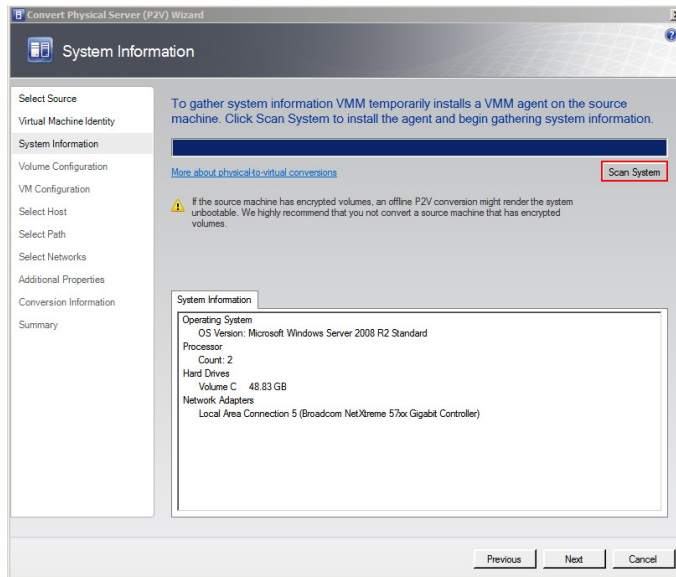 Convert Physical Server (P2V) Wizard
System Information
Select Source
Virtual Machine Identity
System Information
Volume Configuration
VM Configuration
Select Host
Select Path
Select Networks
Additional Properties
Conversion Information
Summary
To gather system information VMM temporarily installs a VMM agent on the source
machine. Click Scan System to install the agent and begin gathering system information.
More about physical-to-virtual conversions
Scan System
If the source machine has encrypted volumes, an offline P2V conversion might render the system
unbootable. We highly recommend that you not convert a source machine that has encrypted
volumes.
System Information
Operating System
OS Version: Microsoft Windows Server 2008 R2 Standard
Processor
Count: 2
Hard Drives
Volume C 48.83 GB
Network Adapters
Local Area Connection 5 (Broadcom NetXtreme 57xx Gigabit Controller)
Previous
Next
Cancel